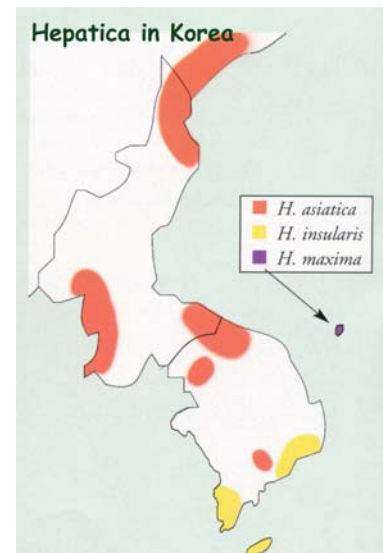 Hepatica in Korea
H. asiatica
H. insularis
H. maxima